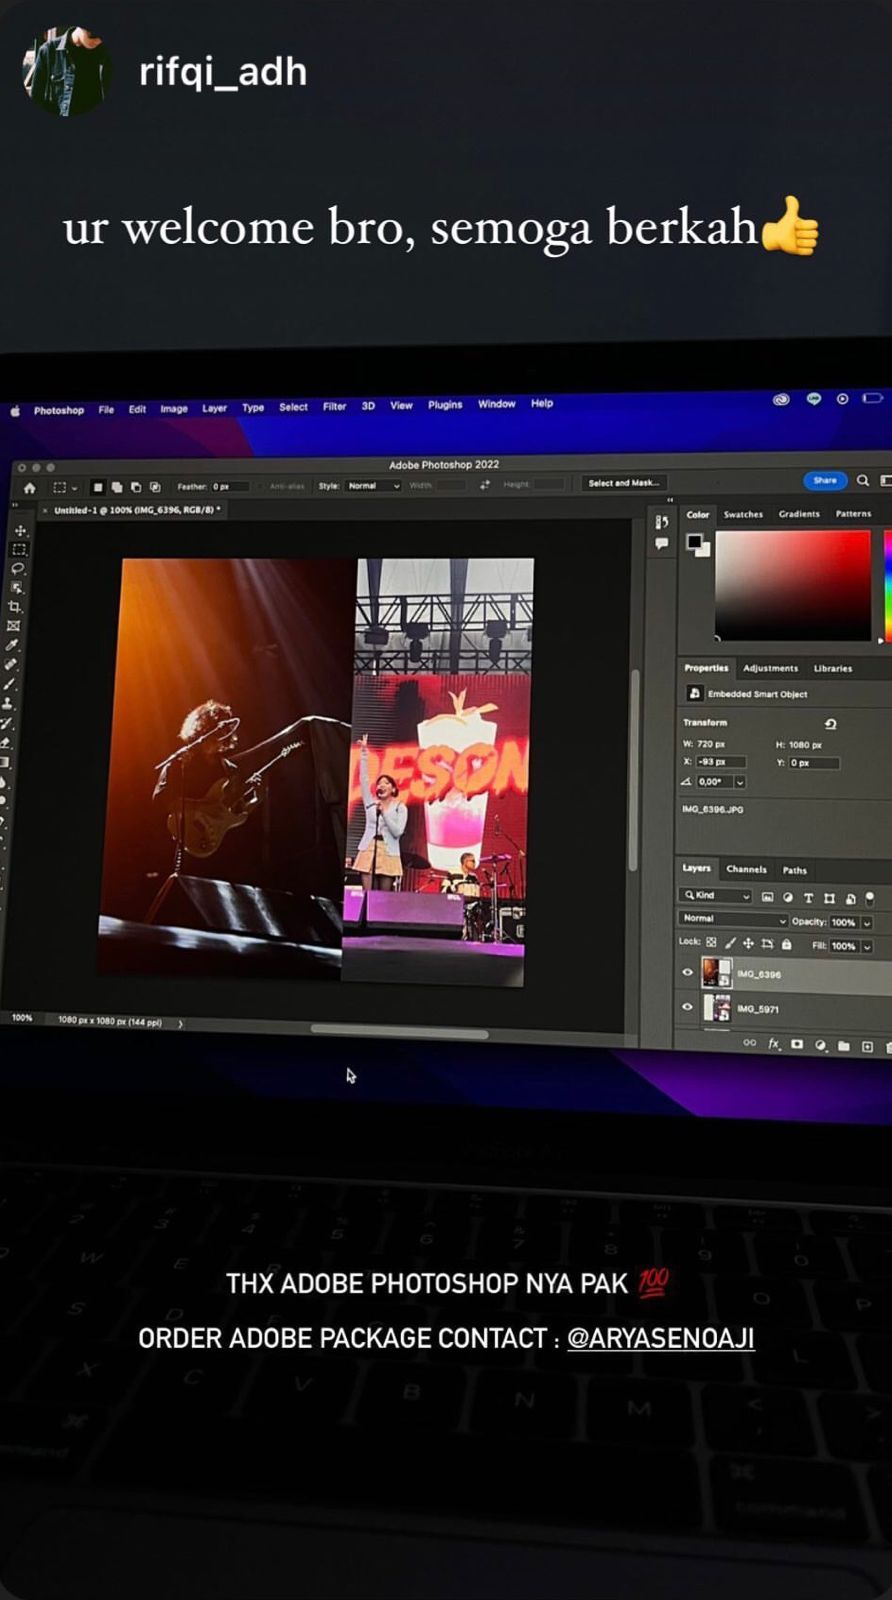 rifqi_adh
ur welcome bro, semoga berkah👍
Photoshop File Edit Image Layer Type Select Filter 3D View Plugins Window Help
Adobe Photoshop 2022
Feather: 0 px Anti-alias Style: Normal Width: Height: Select and Mask... Share
× Untitled-1 @ 100% (IMG_6396, RGB/8) *
Color Swatches Gradients Patterns
Properties Adjustments Libraries
Embedded Smart Object
Transform
W: 720 px H: 1080 px
X: -93 px Y: 0 px
0,00°
IMG_6396.JPG
DESON
Layers Channels Paths
Kind
Normal Opacity: 100%
Lock: Fill: 100%
IMG_6396
IMG_5971
100% 1080 px x 1080 px (144 ppi)
THX ADOBE PHOTOSHOP NYA PAK 💯
ORDER ADOBE PACKAGE CONTACT : @ARYASENOAJI
W E
S D O P
X C V B N M L
command